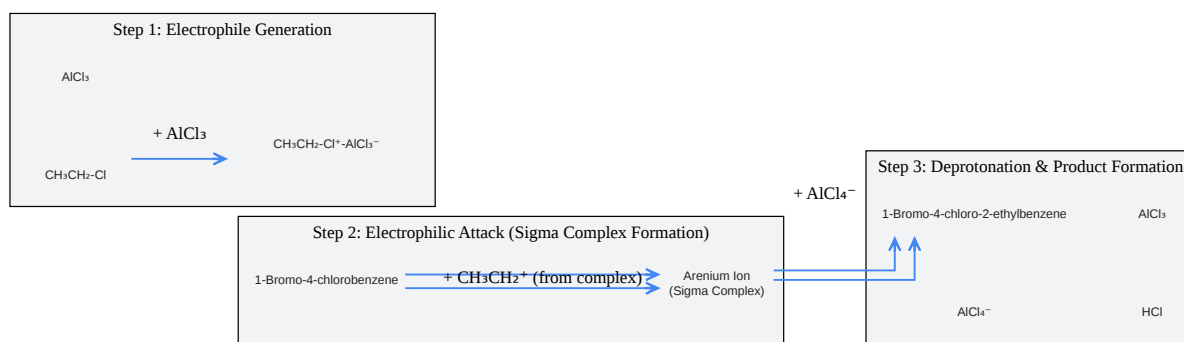 Step 1: Electrophile Generation
AlCl₃
+ AlCl₃
CH₃CH₂-Cl⁺-AlCl₃⁻
CH₃CH₂-Cl
Step 2: Electrophilic Attack (Sigma Complex Formation)
1-Bromo-4-chlorobenzene
+ CH₃CH₂⁺ (from complex)
Arenium Ion
(Sigma Complex)
+ AlCl₄⁻
Step 3: Deprotonation & Product Formation
1-Bromo-4-chloro-2-ethylbenzene
AlCl₃
AlCl₄⁻
HCl